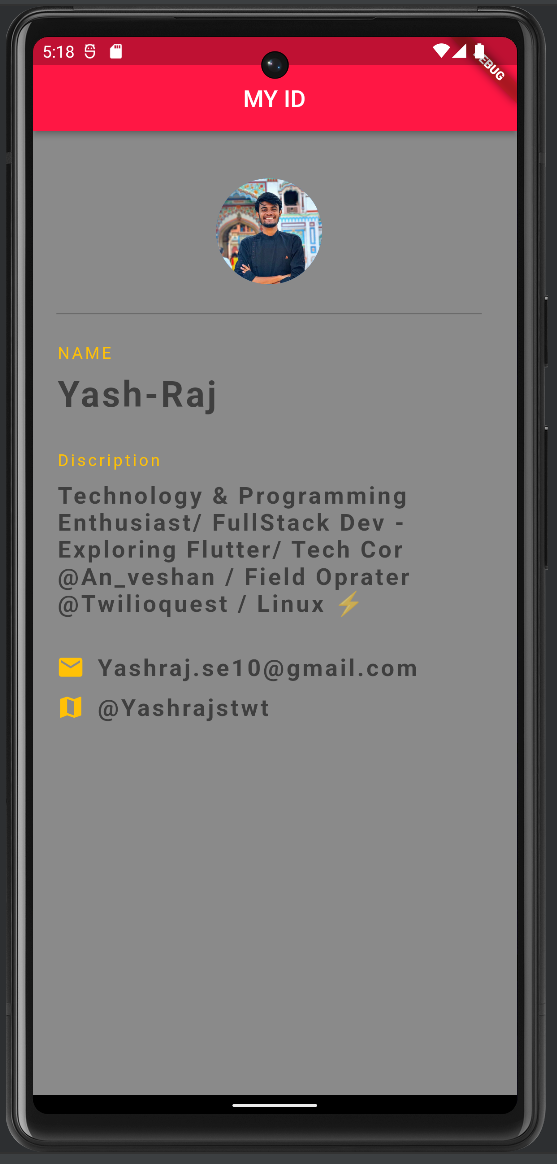 5:18
DEBUG
MY ID
NAME
Yash-Raj
Discription
Technology & Programming
Enthusiast/ FullStack Dev -
Exploring Flutter/ Tech Cor
@An_veshan / Field Oprater
@Twilioquest / Linux ⚡
Yashraj.se10@gmail.com
@Yashrajstwt